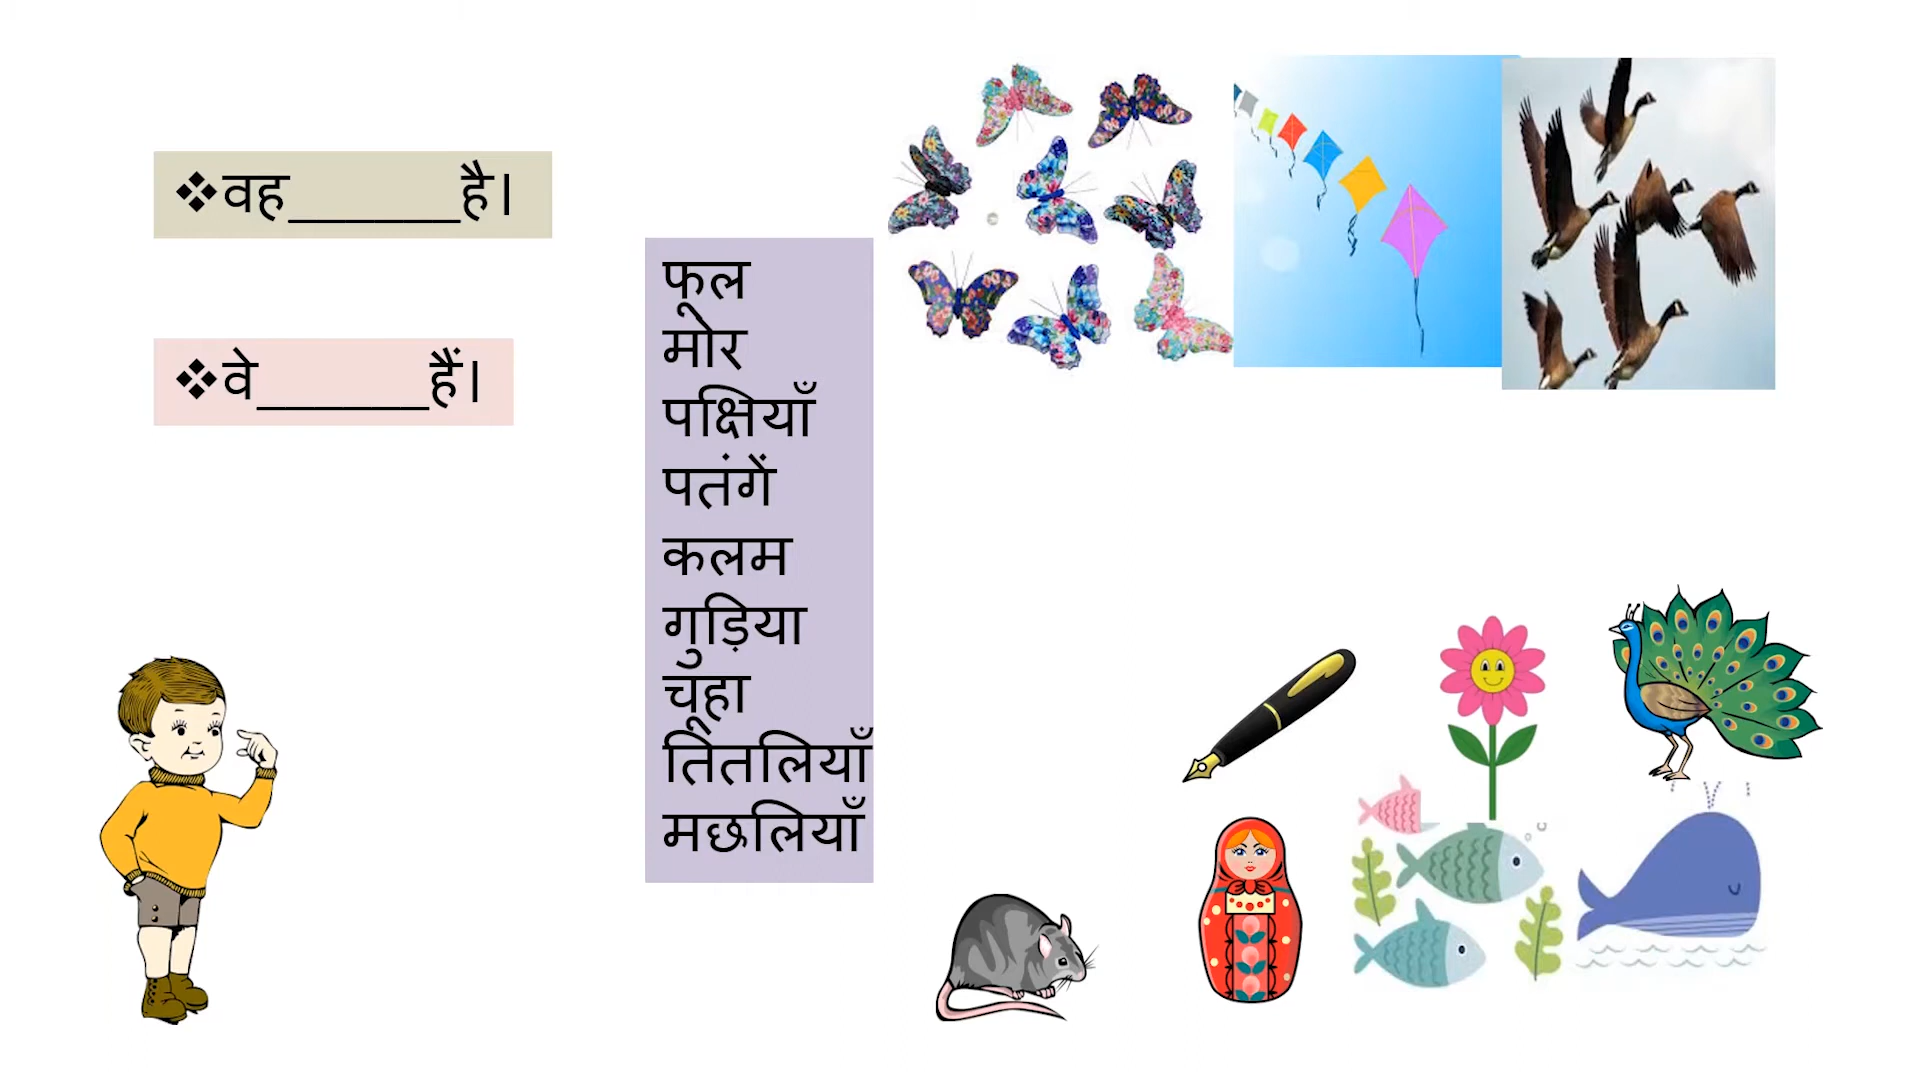 ❖वह______है।
❖वे______हैं।
फूल
मोर
पक्षियाँ
पतंगें
कलम
गुड़िया
चूहा
तितलियाँ
मछलियाँ